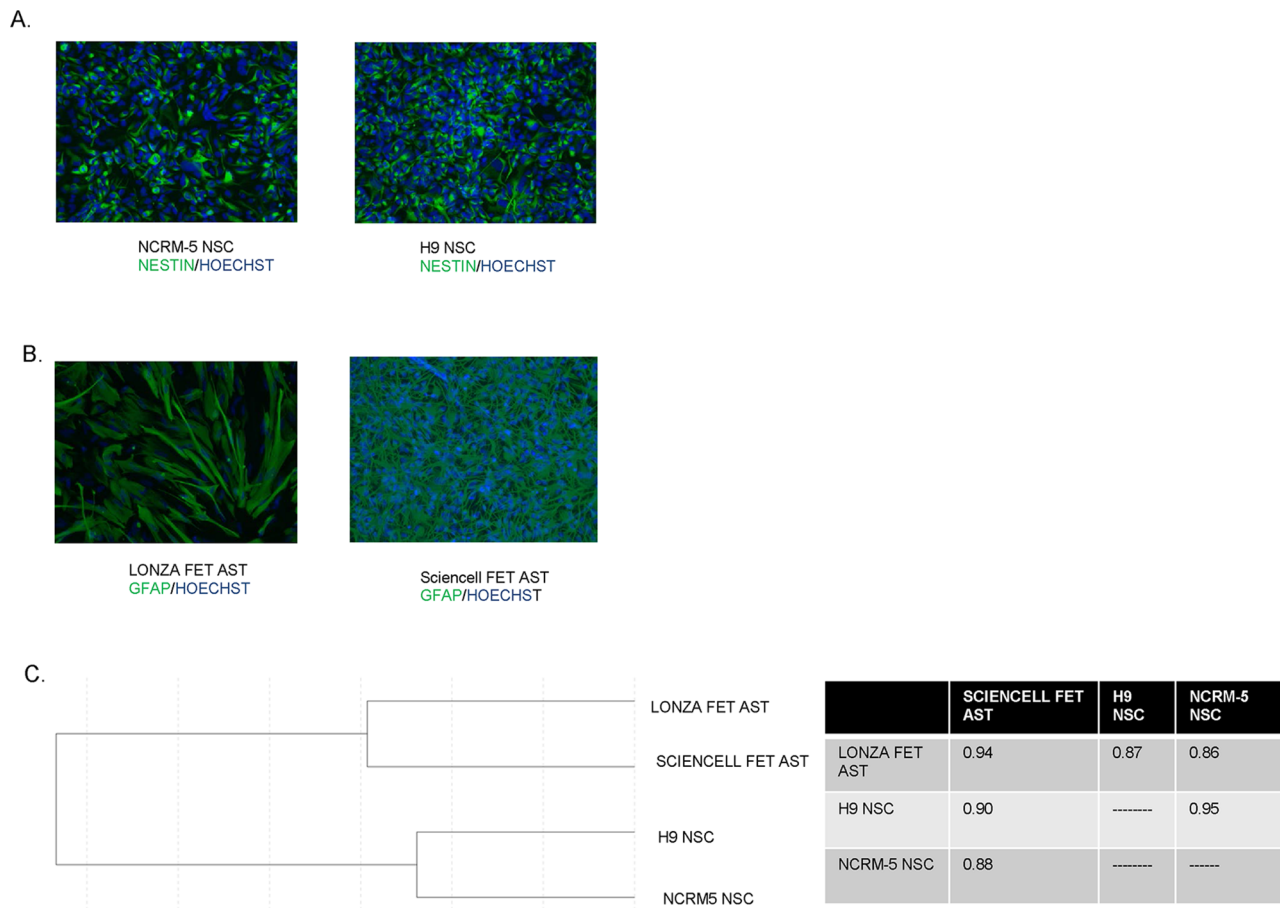 A.
NCRM-5 NSC
NESTIN/HOECHST
H9 NSC
NESTIN/HOECHST
B.
LONZA FET AST
GFAP/HOECHST
Sciencell FET AST
GFAP/HOECHST
C.
LONZA FET AST
SCIENCELL FET AST
H9 NSC
NCRM5 NSC
SCIENCELL FET
AST
H9
NSC
NCRM-5
NSC
LONZA FET
AST
0.94
0.87
0.86
H9 NSC
0.90
--------
0.95
NCRM-5 NSC
0.88
--------
------